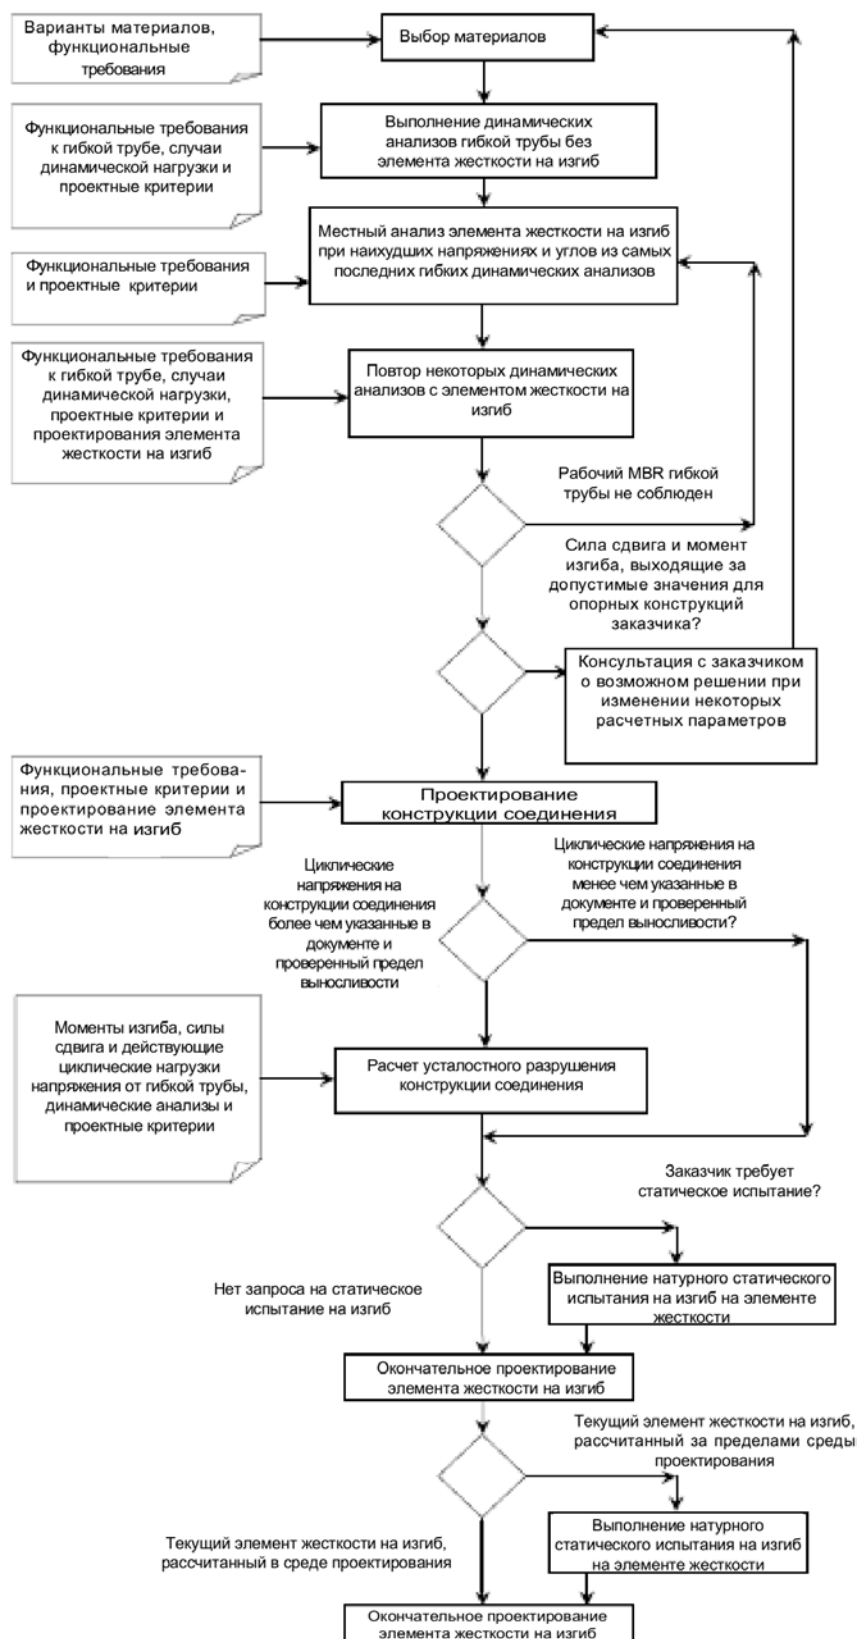 Варианты материалов,
функциональные
требования
Выбор материалов
Функциональные требования
к гибкой трубе, случаи
динамической нагрузки и
проектные критерии
Выполнение динамических
анализов гибкой трубы без
элемента жесткости на изгиб
Местный анализ элемента жесткости на изгиб
при наихудших напряжениях и углов из самых
последних гибких динамических анализов
Функциональные требования
и проектные критерии
Функциональные требования
к гибкой трубе, случаи
динамической нагрузки,
проектные критерии и
проектирования элемента
жесткости на изгиб
Повтор некоторых динамических
анализов с элементом жесткости на
изгиб
Рабочий MBR гибкой
трубы не соблюден
Сила сдвига и момент
изгиба, выходящие за
допустимые значения для
опорных конструкций
заказчика?
Консультация с заказчиком
о возможном решении при
изменении некоторых
расчетных параметров
Функциональные требова-
ния, проектные критерии и
проектирование элемента
жесткости на изгиб
Проектирование
конструкции соединения
Циклические
напряжения на
конструкции соединения
более чем указанные в
документе и
проверенный предел
выносливости
Циклические напряжения на
конструкции соединения
менее чем указанные в
документе и проверенный
предел выносливости?
Моменты изгиба, силы
сдвига и действующие
циклические нагрузки
напряжения от гибкой трубы,
динамические анализы и
проектные критерии
Расчет усталостного разрушения
конструкции соединения
Заказчик требует
статическое испытание?
Нет запроса на статическое
испытание на изгиб
Выполнение натурного статического
испытания на изгиб на элементе
жесткости
Окончательное проектирование
элемента жесткости на изгиб
Текущий элемент жесткости на изгиб,
рассчитанный за пределами среды
проектирования
Текущий элемент жесткости на изгиб,
рассчитанный в среде проектирования
Выполнение натурного
статического испытания на изгиб
на элементе жесткости
Окончательное проектирование
элемента жесткости на изгиб